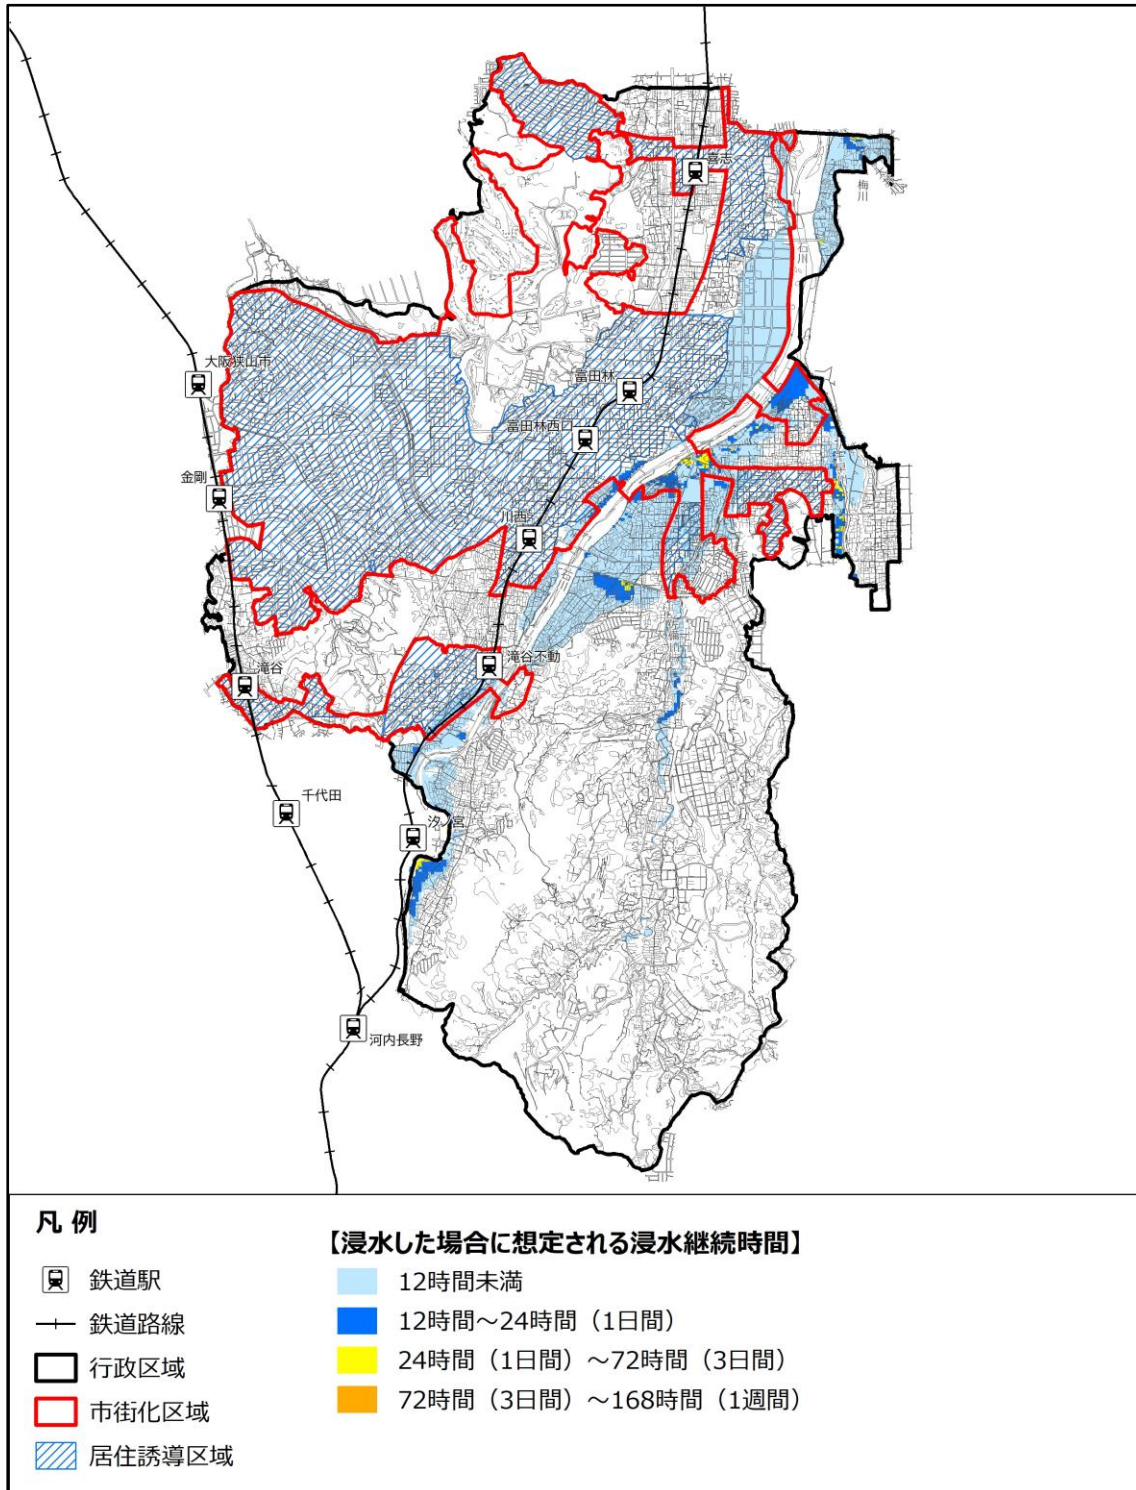 喜志
梅川
川
大阪狭山市
富田林
富田林西口
金剛
川西
滝谷不動
滝谷
千代田
汐ノ宮
河内長野
凡 例
鉄道駅
鉄道路線
行政区域
市街化区域
居住誘導区域
【浸水した場合に想定される浸水継続時間】
12時間未満
12時間～24時間（1日間）
24時間（1日間）～72時間（3日間）
72時間（3日間）～168時間（1週間）